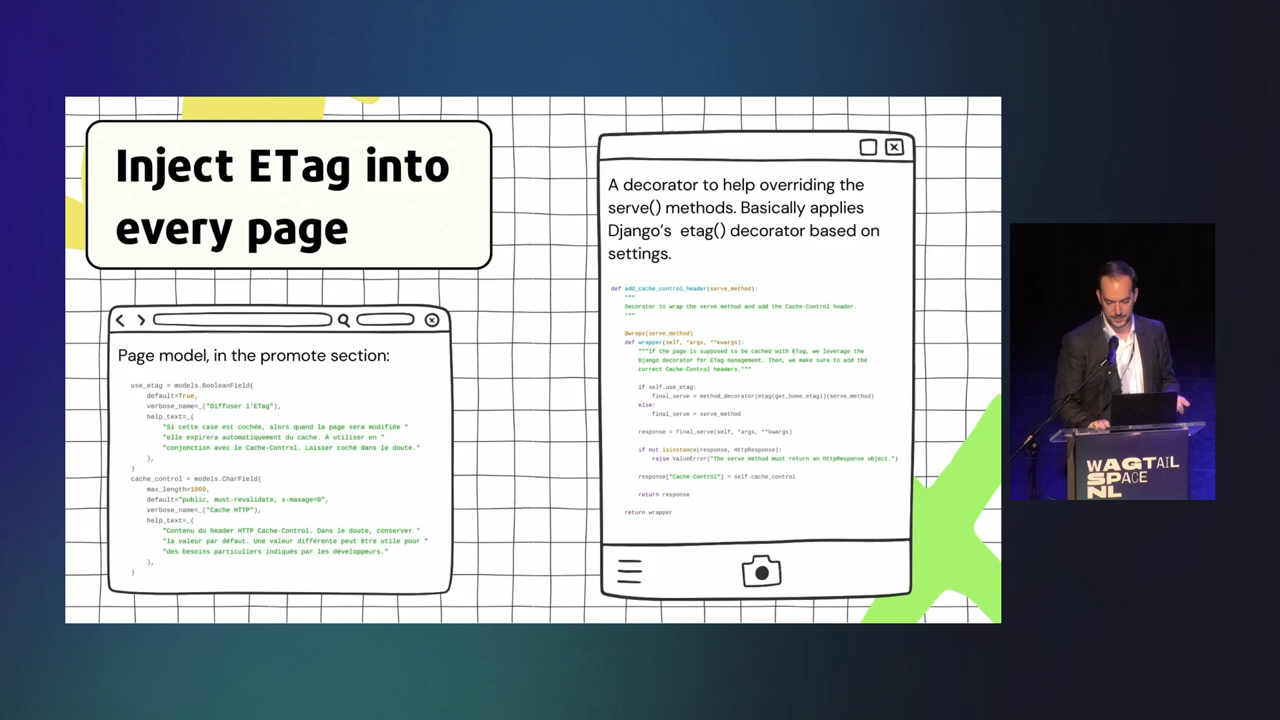 Inject ETag into
every page
Page model, in the promote section:
use_etag = models.BooleanField(
default=True,
verbose_name=_("Diffuser l'ETag"),
help_text=_(
"Si cette case est cochée, alors quand la page sera modifiée "
"elle expirera automatiquement du cache. À utiliser en "
"conjonction avec le Cache-Control. Laisser coché dans le doute."
),
)
cache_control = models.CharField(
max_length=1000,
default="public, must-revalidate, s-maxage=0",
verbose_name=_("Cache HTTP"),
help_text=_(
"Contenu du header HTTP Cache-Control. Dans le doute, conserver "
"la valeur par défaut. Une valeur différente peut être utile pour "
"des besoins particuliers indiqués par les développeurs."
),
)
A decorator to help overriding the
serve() methods. Basically applies
Django's etag() decorator based on
settings.
def add_cache_control_header(serve_method):
"""
Decorator to wrap the serve method and add the Cache-Control header.
"""
@wraps(serve_method)
def wrapper(self, *args, **kwargs):
"""If the page is supposed to be cached with ETag, we leverage the
Django decorator for ETag management. Then, we make sure to add the
correct Cache-Control headers."""
if self.use_etag:
final_serve = method_decorator(etag(get_home_etag))(serve_method)
else:
final_serve = serve_method
response = final_serve(self, *args, **kwargs)
if not isinstance(response, HttpResponse):
raise ValueError("The serve method must return an HttpResponse object.")
response["Cache-Control"] = self.cache_control
return response
return wrapper
WAGTAIL
SPACE
NL